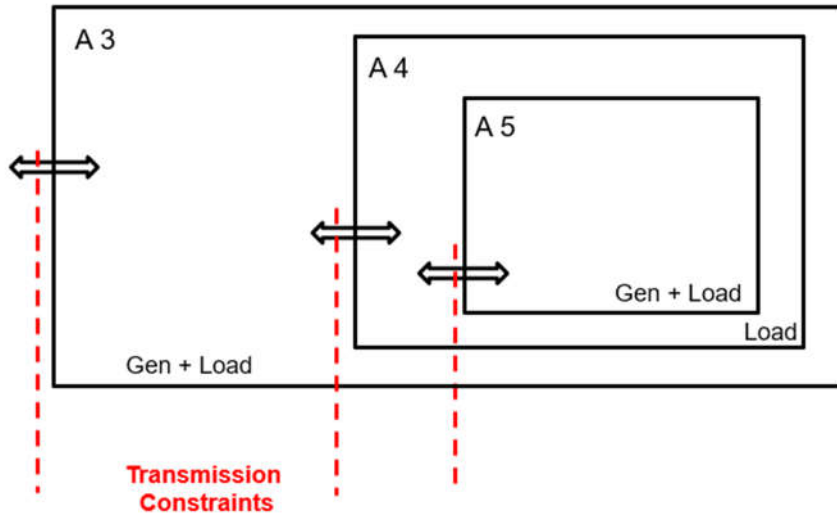 A 3
A 4
A 5
Gen + Load
Load
Gen + Load
Transmission
Constraints